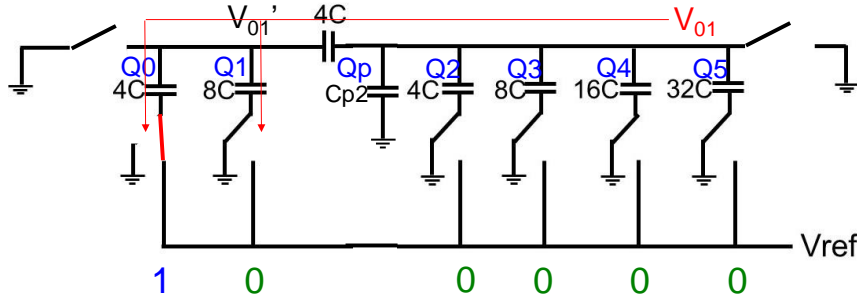 V01’ 4C V01
Q0 Q1 Qp Q2 Q3 Q4 Q5
4C 8C Cp2 4C 8C 16C 32C
Vref
1 0 0 0 0 0